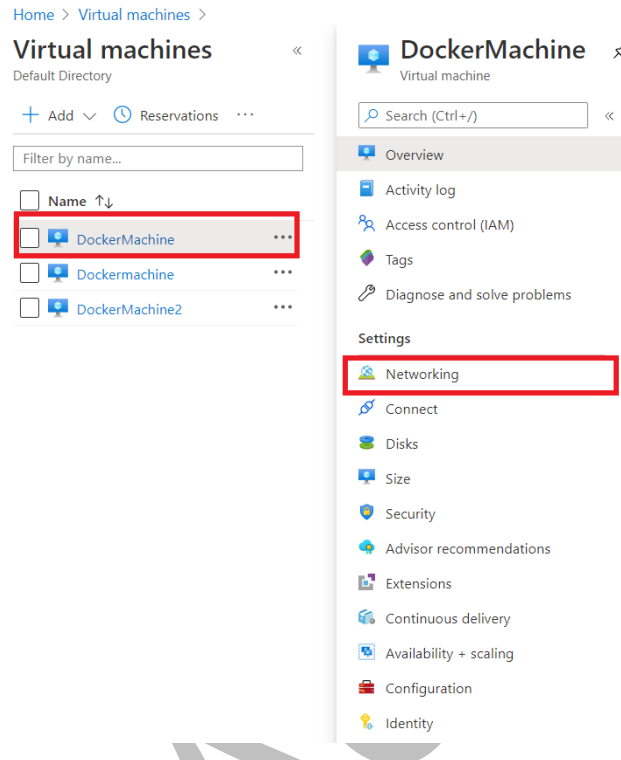 Home > Virtual machines >
Virtual machines
Default Directory
Add
Reservations
Filter by name...
Name
DockerMachine
Dockermachine
DockerMachine2
DockerMachine
Virtual machine
Search (Ctrl+/)
Overview
Activity log
Access control (IAM)
Tags
Diagnose and solve problems
Settings
Networking
Connect
Disks
Size
Security
Advisor recommendations
Extensions
Continuous delivery
Availability + scaling
Configuration
Identity